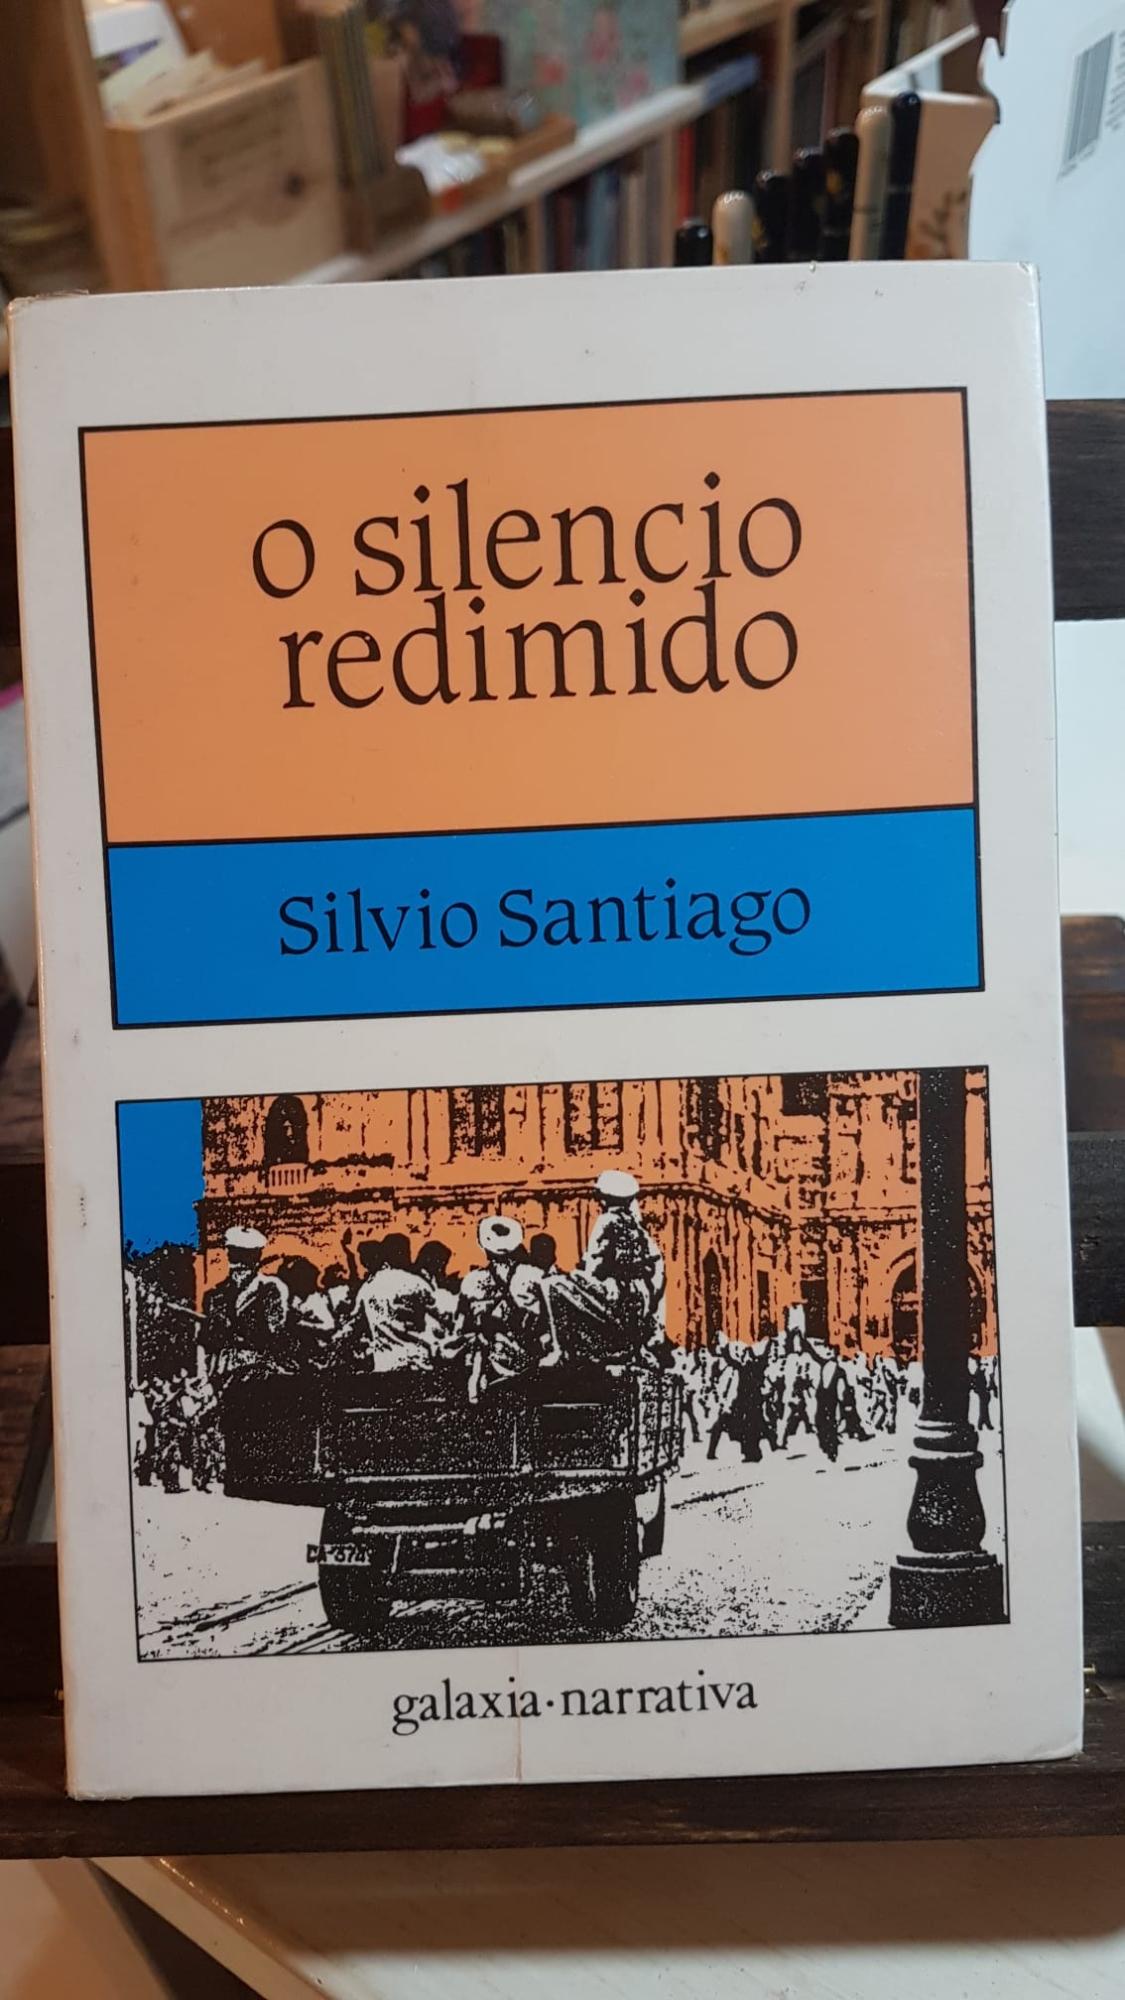 o silencio
redimido
Silvio Santiago
galaxia·narrativa